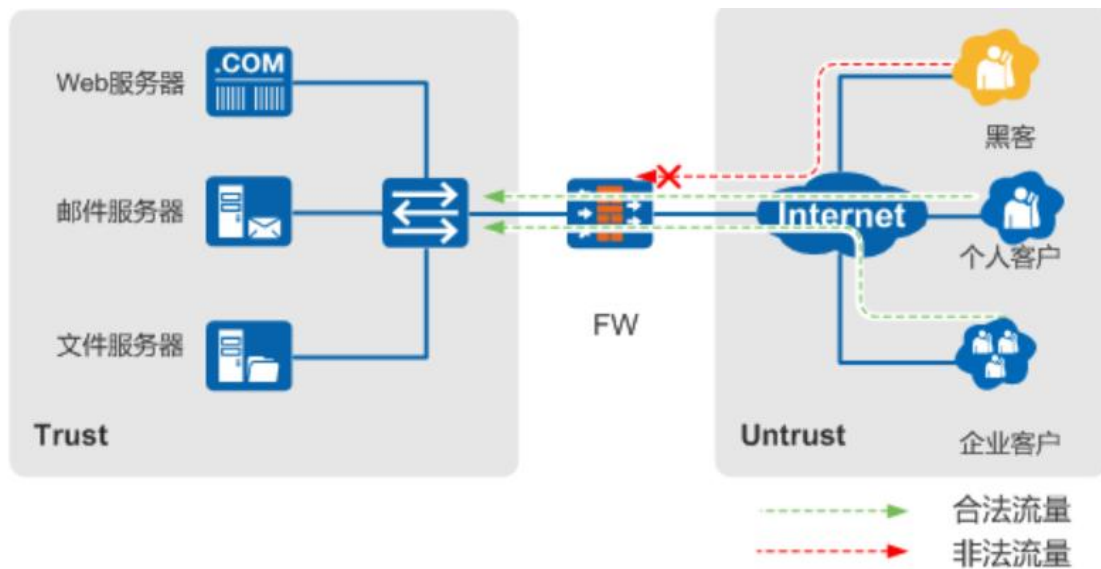 Web服务器
.COM
邮件服务器
文件服务器
Trust
FW
Internet
黑客
个人客户
企业客户
Untrust
合法流量
非法流量